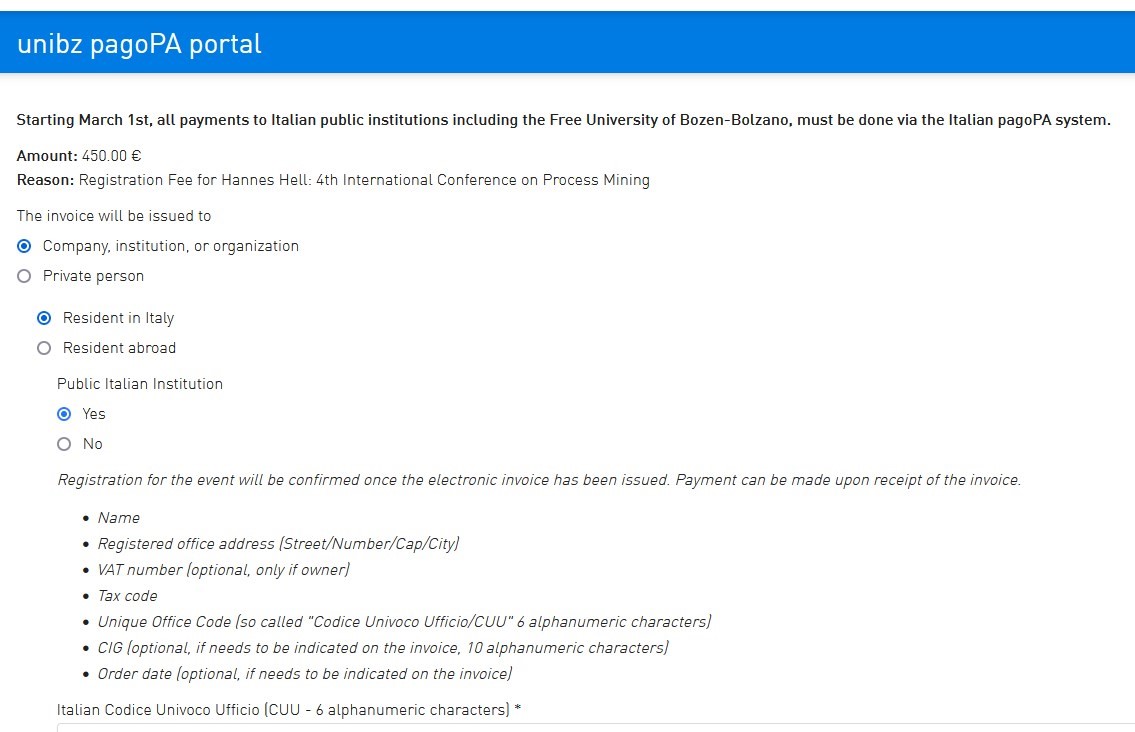 unibz pagoPA portal
Starting March 1st, all payments to Italian public institutions including the Free University of Bozen-Bolzano, must be done via the Italian pagoPA system.
Amount: 450.00 €
Reason: Registration Fee for Hannes Hell: 4th International Conference on Process Mining
The invoice will be issued to
Company, institution, or organization
Private person
Resident in Italy
Resident abroad
Public Italian Institution
Yes
No
Registration for the event will be confirmed once the electronic invoice has been issued. Payment can be made upon receipt of the invoice.
• Name
• Registered office address (Street/Number/Cap/City)
• VAT number (optional, only if owner)
• Tax code
• Unique Office Code (so called "Codice Univoco Ufficio/CUU" 6 alphanumeric characters)
• CIG (optional, if needs to be indicated on the invoice, 10 alphanumeric characters)
• Order date (optional, if needs to be indicated on the invoice)
Italian Codice Univoco Ufficio (CUU - 6 alphanumeric characters) *